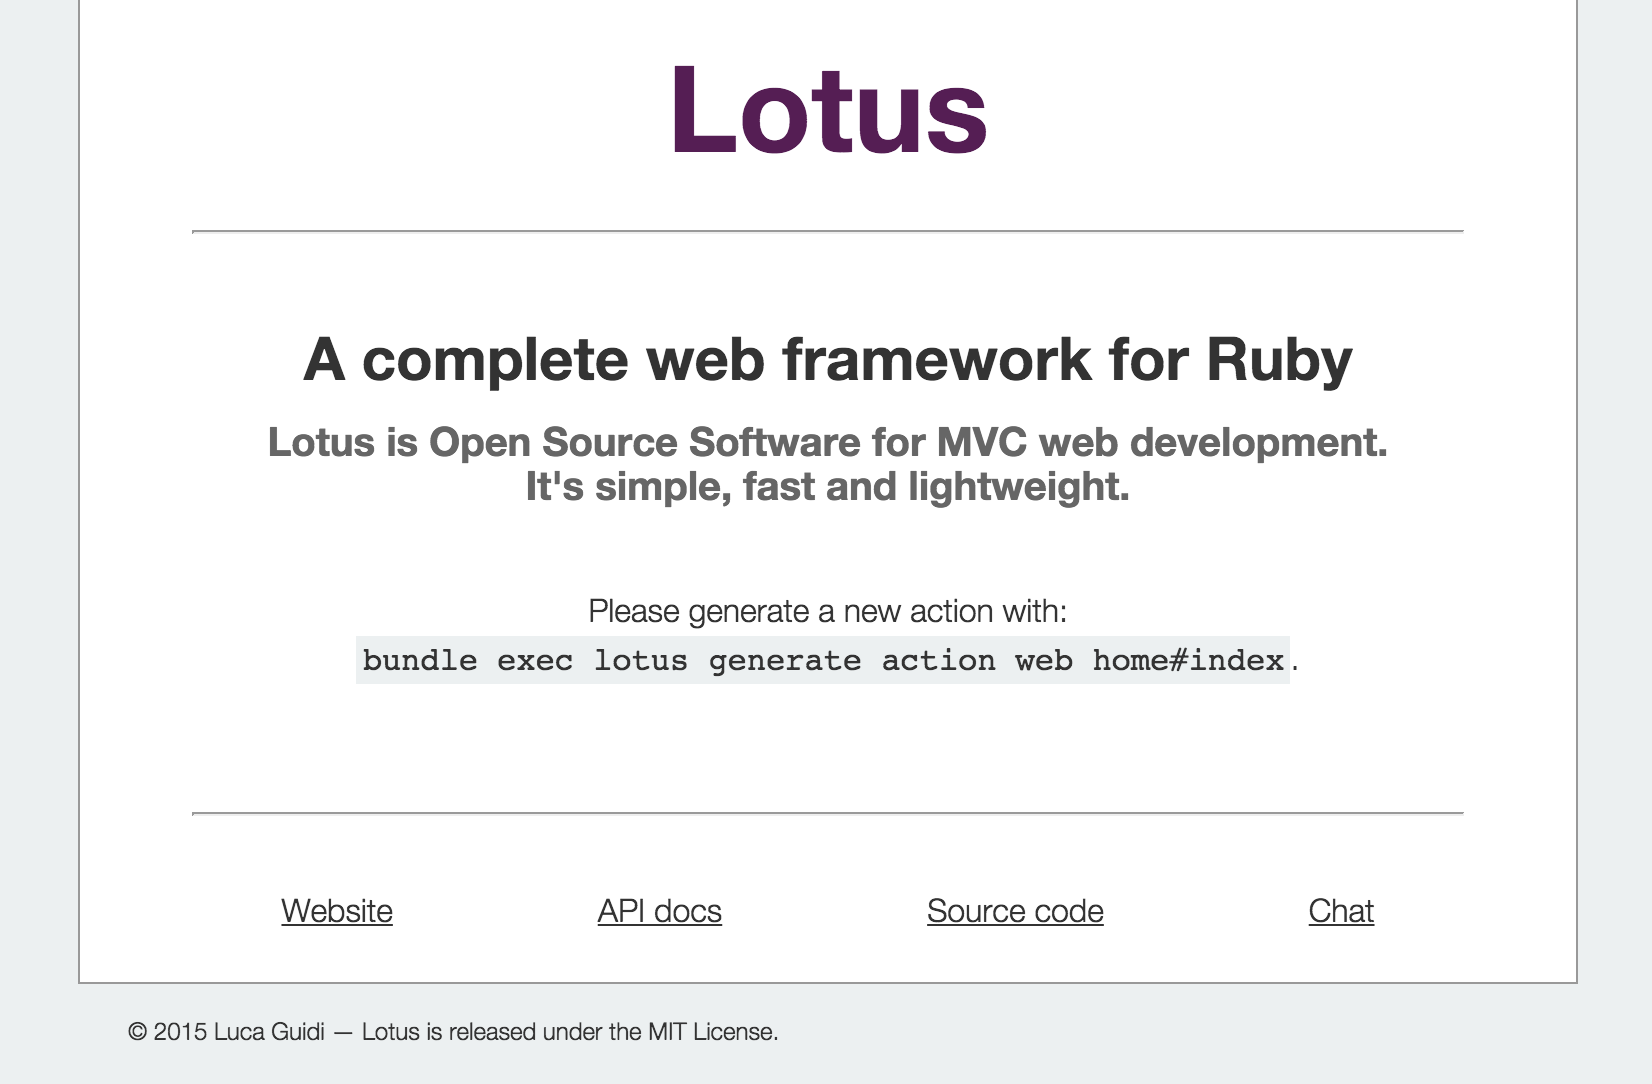 Lotus
A complete web framework for Ruby
Lotus is Open Source Software for MVC web development.
It's simple, fast and lightweight.
Please generate a new action with:
bundle exec lotus generate action web home#index.
Website API docs Source code Chat
© 2015 Luca Guidi — Lotus is released under the MIT License.